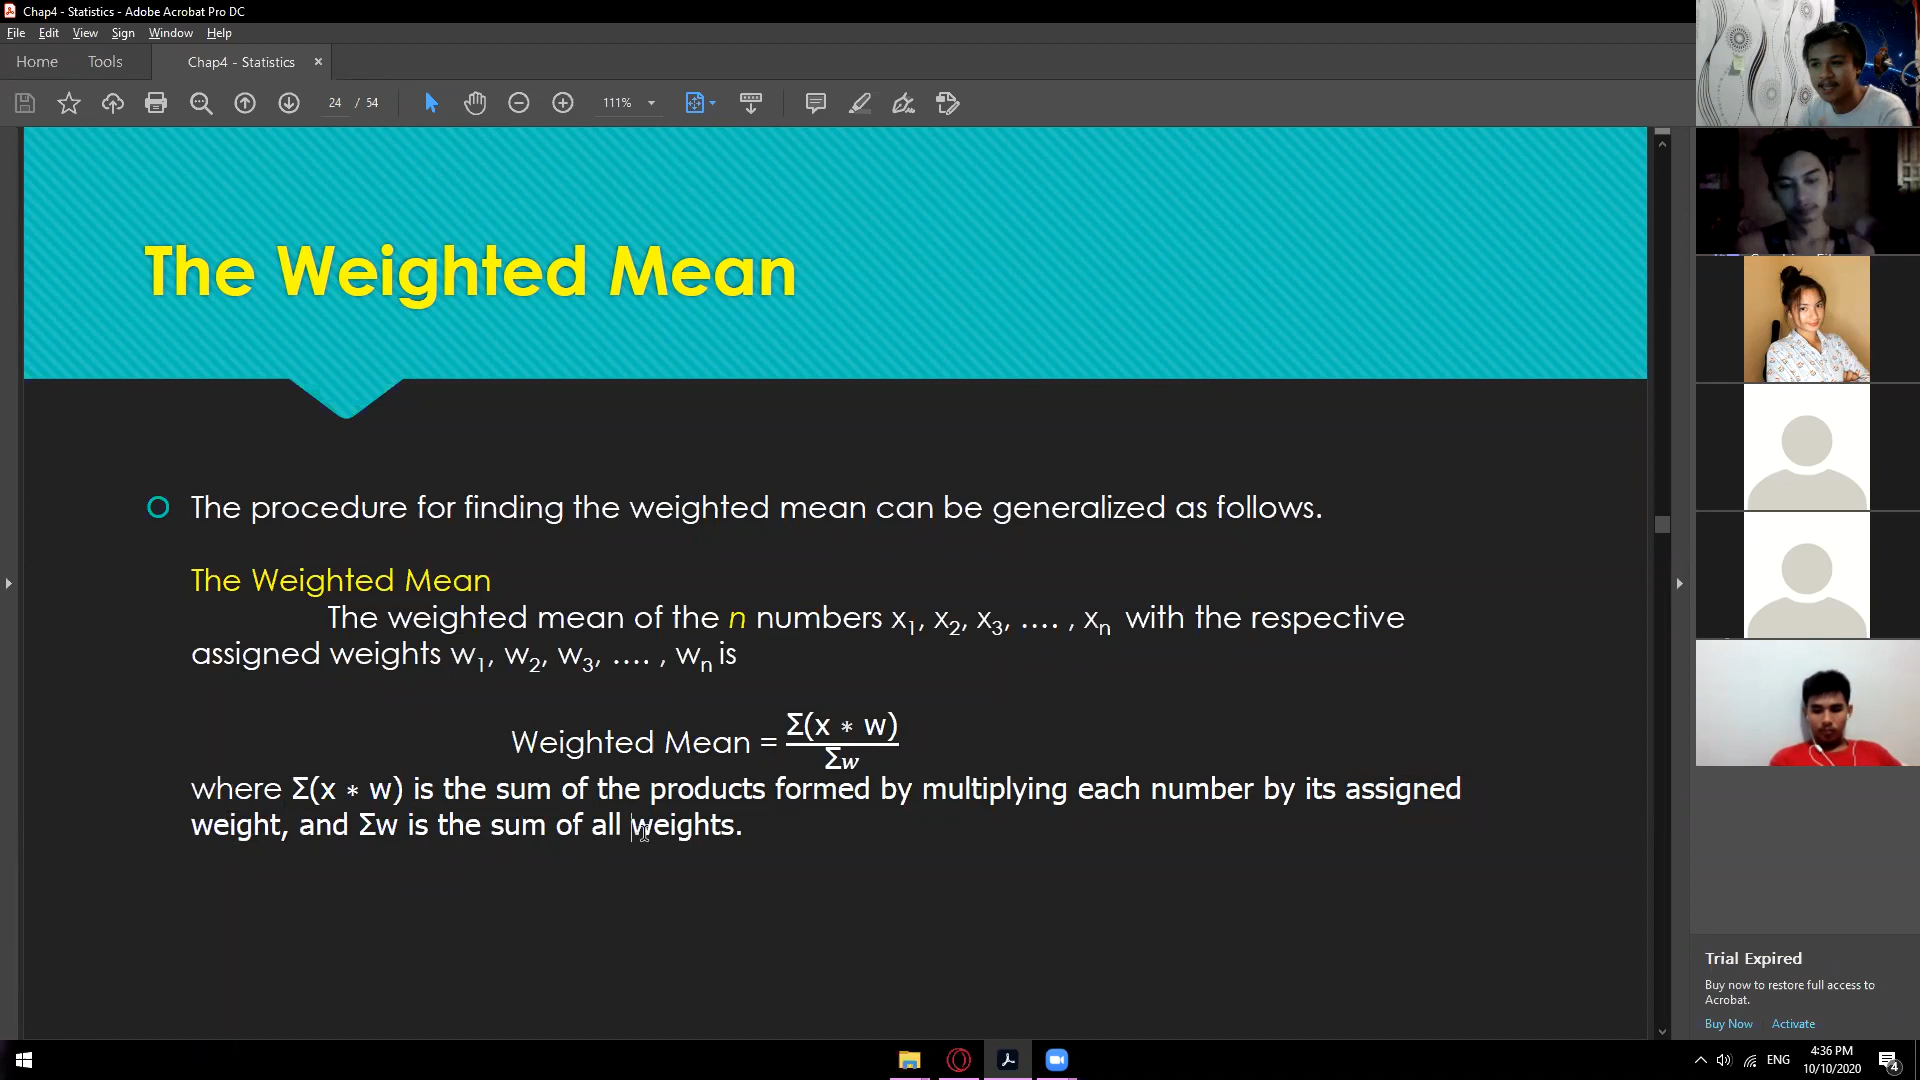 Chap4 - Statistics - Adobe Acrobat Pro DC
File Edit View Sign Window Help
Home Tools Chap4 - Statistics ×
24 / 54 111%
The Weighted Mean
The procedure for finding the weighted mean can be generalized as follows.
The Weighted Mean
The weighted mean of the n numbers x₁, x₂, x₃, …. , xₙ with the respective
assigned weights w₁, w₂, w₃, …. , wₙ is
Weighted Mean = Σ(x ∗ w) / Σw
where Σ(x ∗ w) is the sum of the products formed by multiplying each number by its assigned
weight, and Σw is the sum of all weights.
Trial Expired
Buy now to restore full access to
Acrobat.
Buy Now Activate
ENG
4:36 PM
10/10/2020
4